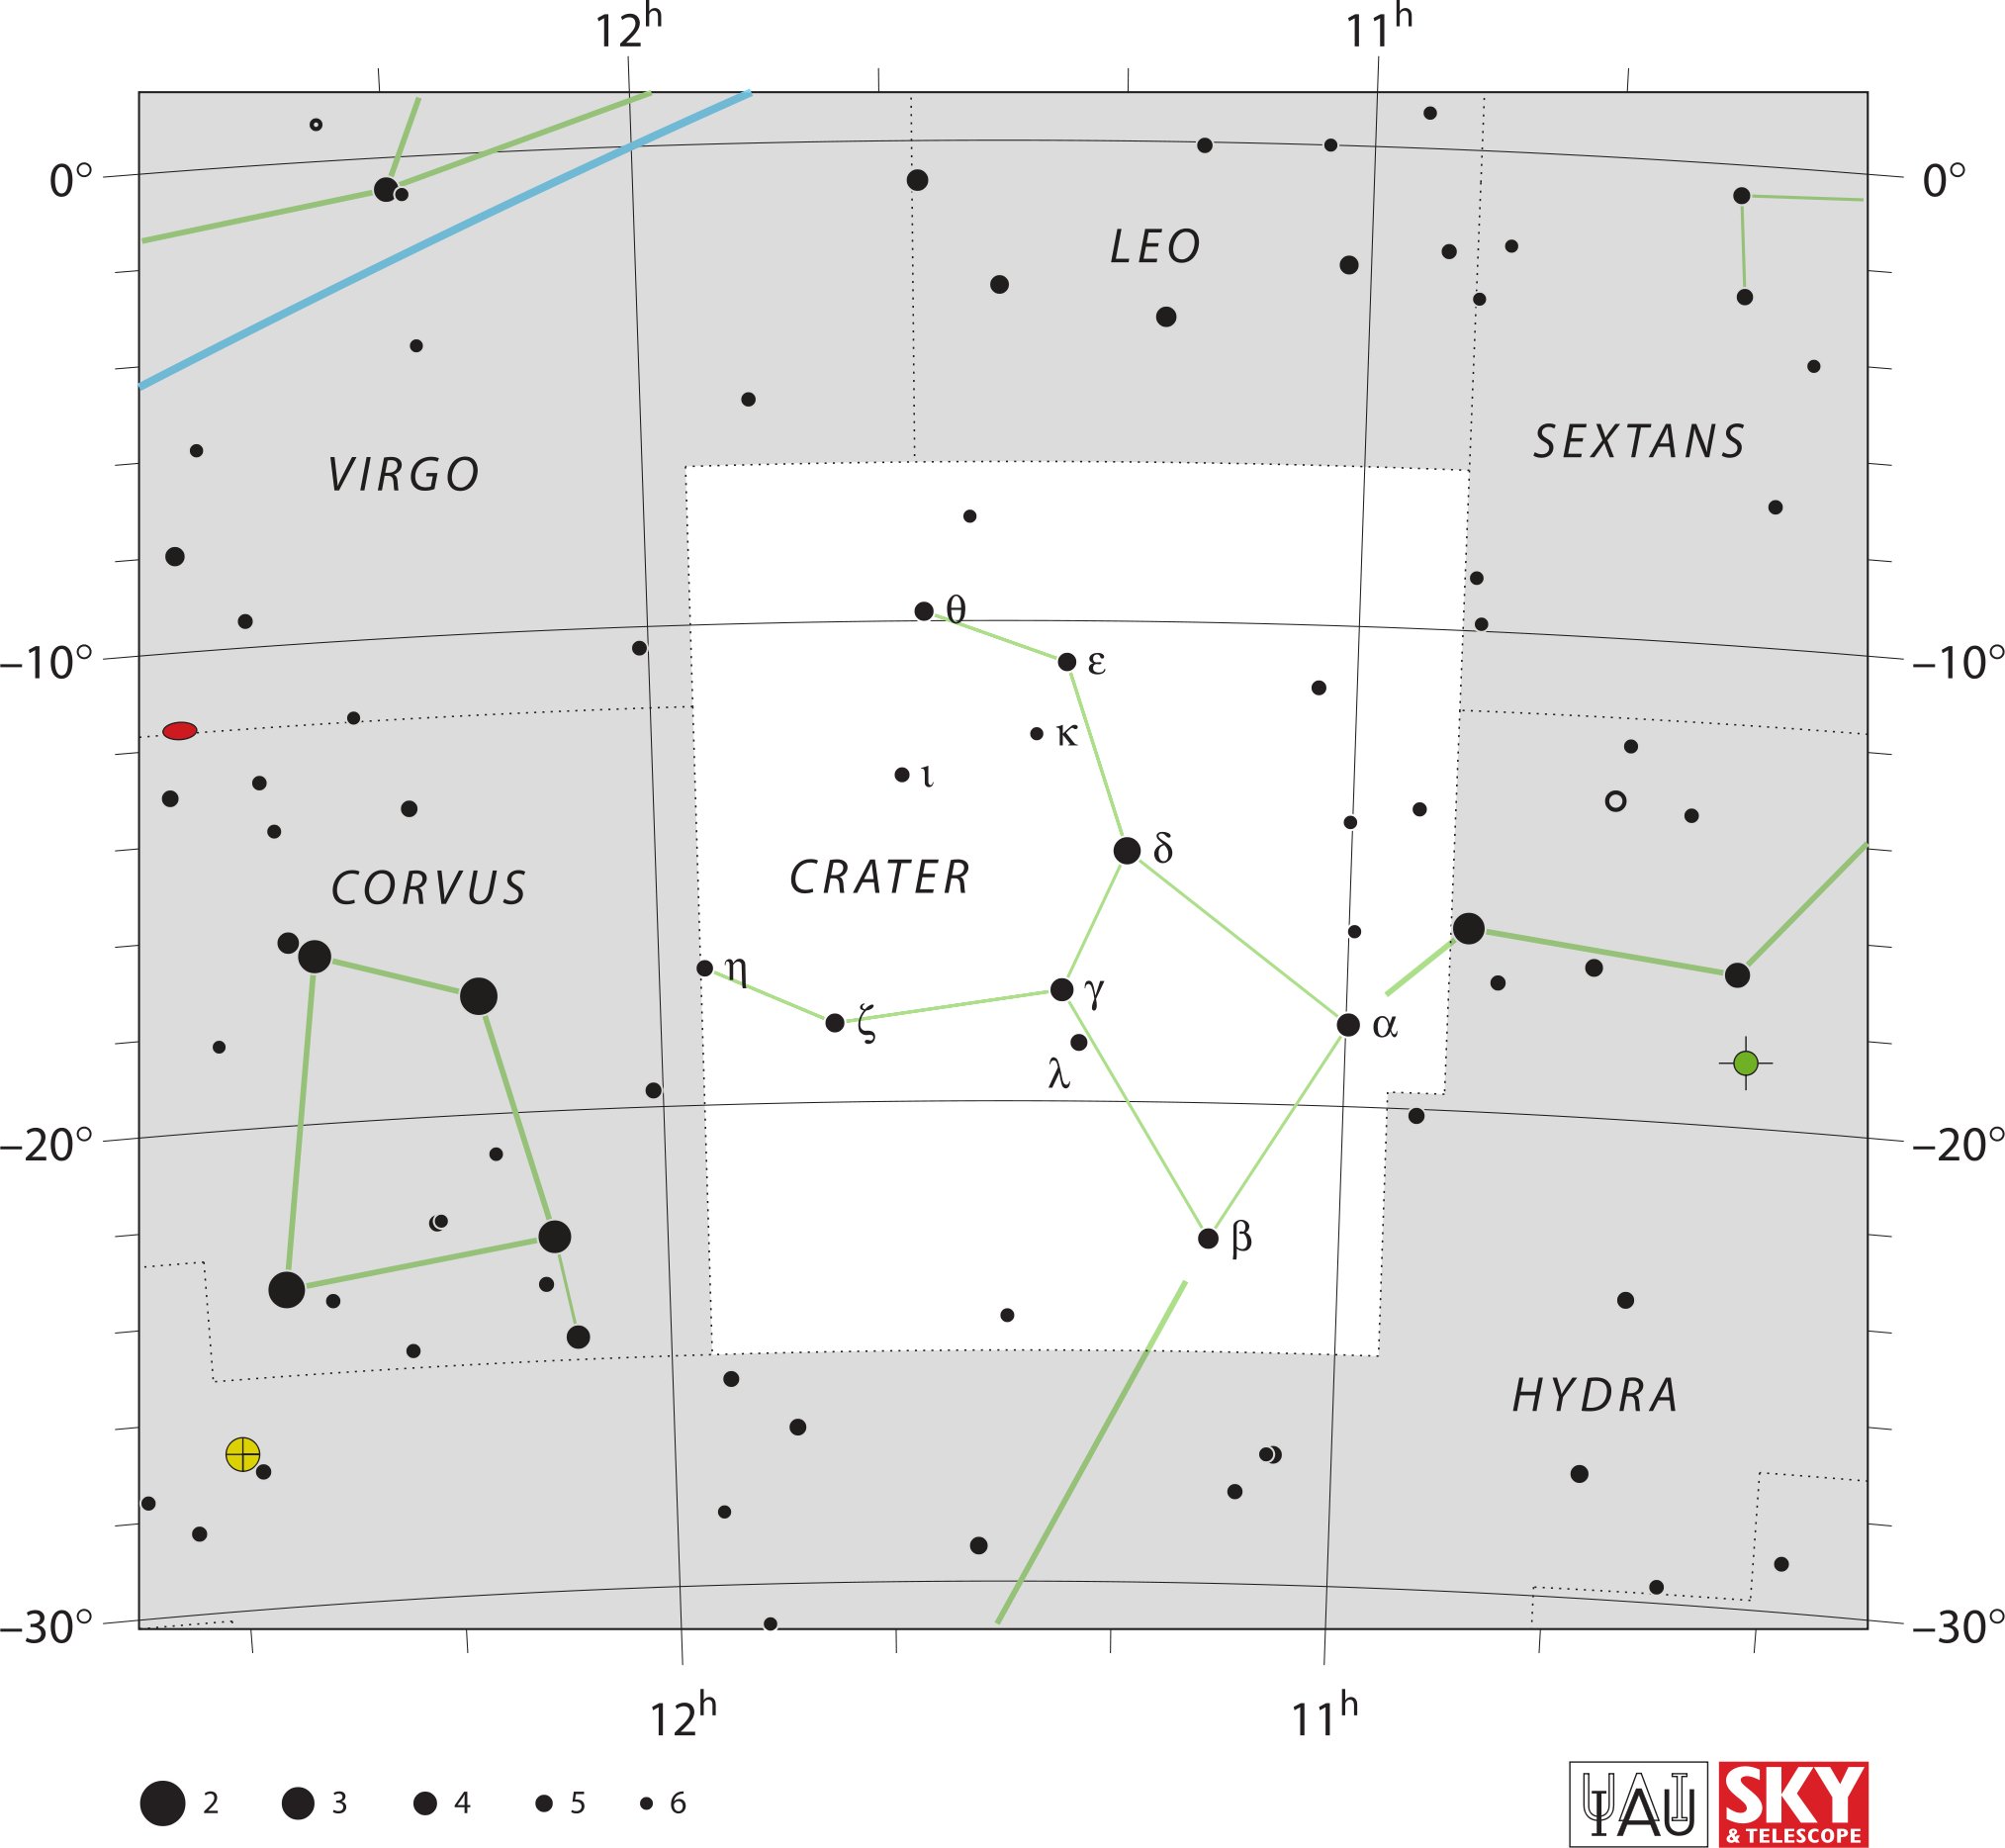 12h 11h
0° 0°
LEO
SEXTANS
VIRGO
θ
–10° –10°
ε
κ
ι
δ
CRATER
CORVUS
η
γ
ζ
α
λ
–20° –20°
β
HYDRA
–30° –30°
12h 11h
2 3 4 5 6
IAU
SKY
& TELESCOPE